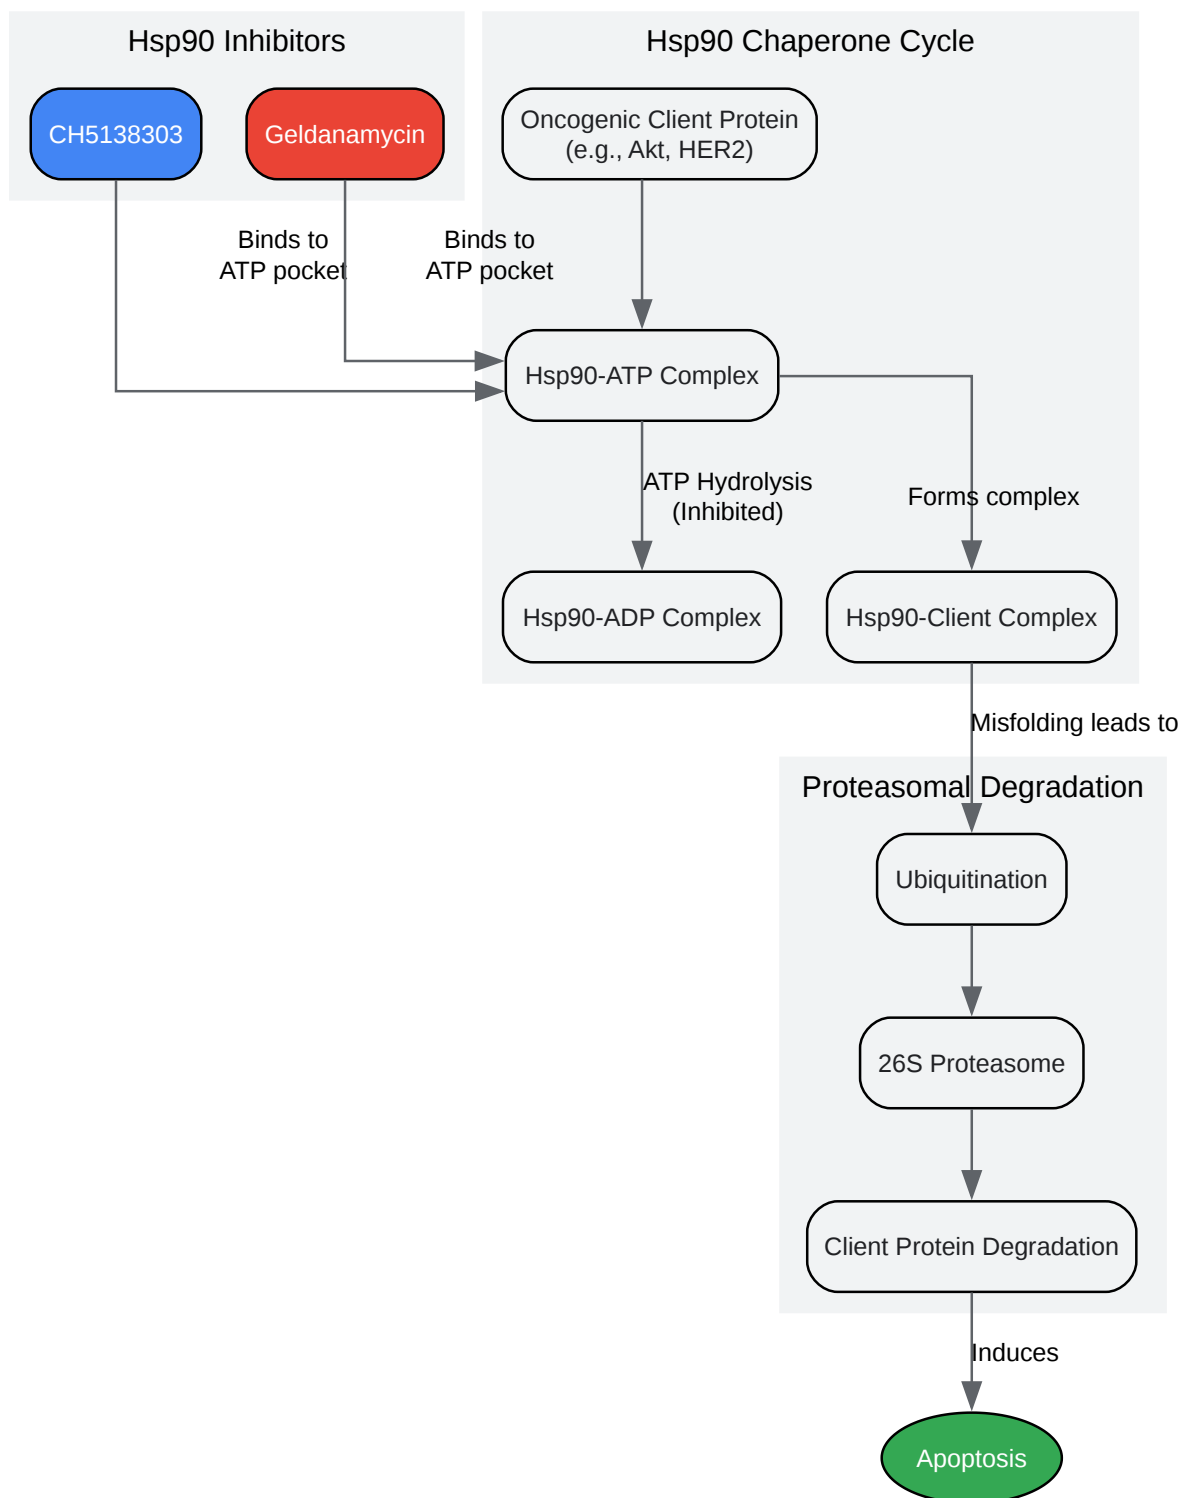 Hsp90 Inhibitors
Hsp90 Chaperone Cycle
CH5138303
Geldanamycin
Oncogenic Client Protein
(e.g., Akt, HER2)
Binds to
ATP pocket
Binds to
ATP pocket
Hsp90-ATP Complex
ATP Hydrolysis
(Inhibited)
Forms complex
Hsp90-ADP Complex
Hsp90-Client Complex
Misfolding leads to
Proteasomal Degradation
Ubiquitination
26S Proteasome
Client Protein Degradation
Induces
Apoptosis